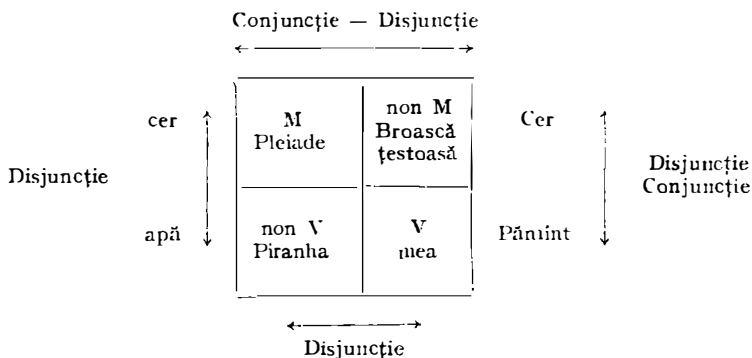 Conjuncție — Disjuncție
cer
M
Pleiade
non M
Broască
țestoasă
Cer
Disjuncție
Disjuncție
Conjuncție
apă
non V
Piranha
V
mea
Pămînt
Disjuncție